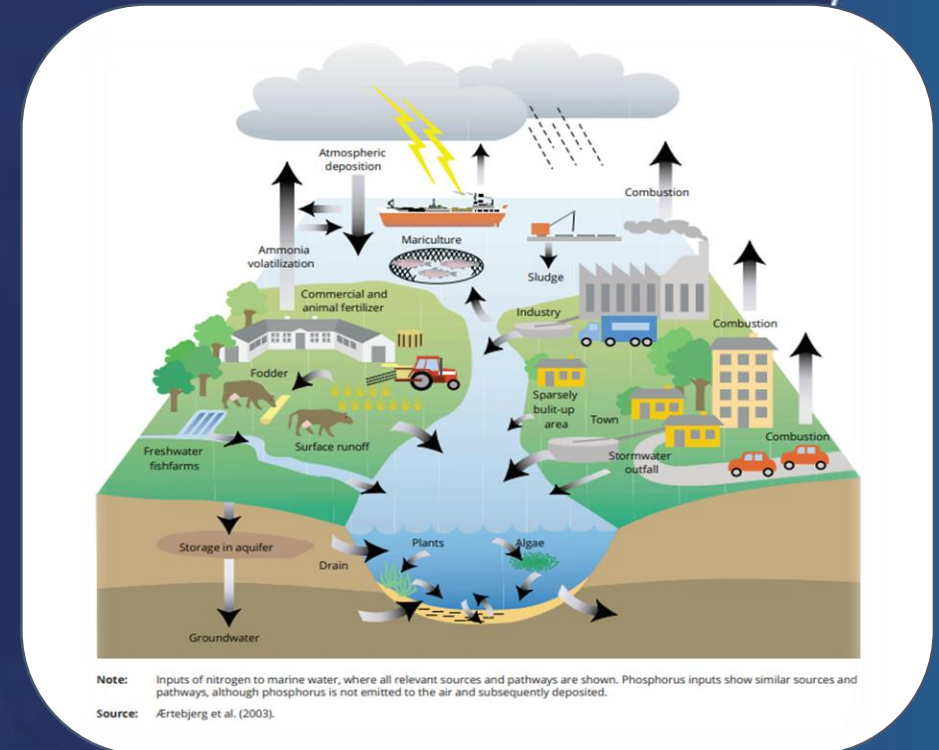 Atmospheric
deposition
Combustion
Mariculture
Ammonia
volatilization
Sludge
Commercial and
animal fertilizer
Industry
Combustion
Fodder
Sparsely
bulit-up
area
Town
Combustion
Surface runoff
Freshwater
fishfarms
Stormwater
outfall
Storage in aquifer
Plants
Algae
Drain
Groundwater
Note: Inputs of nitrogen to marine water, where all relevant sources and pathways are shown. Phosphorus inputs show similar sources and
pathways, although phosphorus is not emitted to the air and subsequently deposited.
Source: Ærtebjerg et al. (2003).